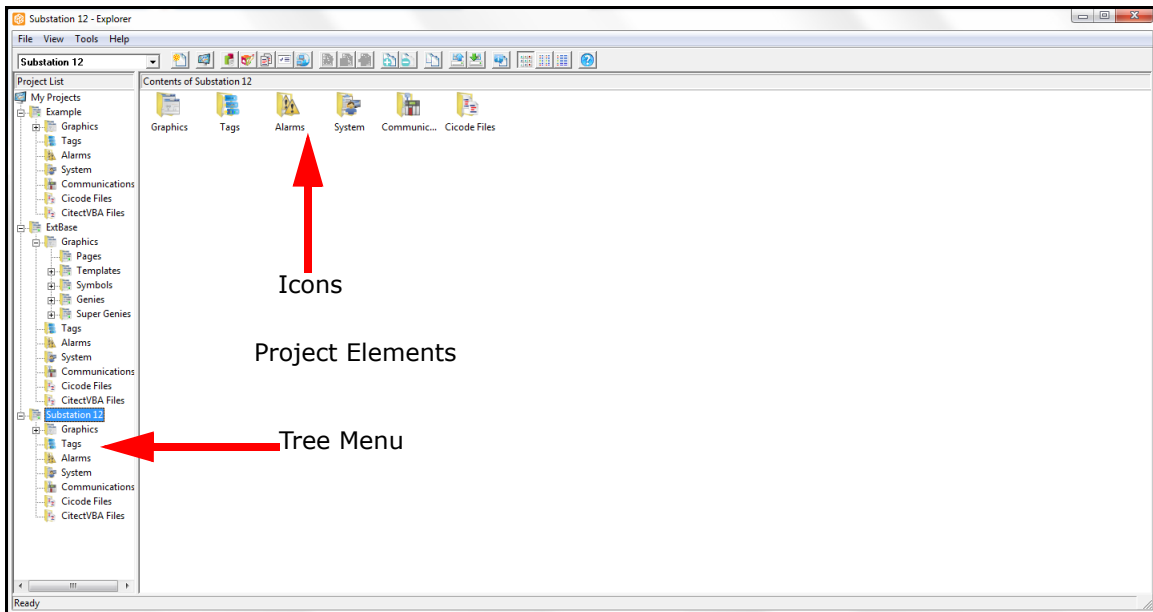 Substation 12 - Explorer
File View Tools Help
Substation 12
Project List
Contents of Substation 12
My Projects
Example
Graphics
Tags
Alarms
System
Communications
Cicode Files
CitectVBA Files
ExtBase
Graphics
Pages
Templates
Symbols
Genies
Super Genies
Tags
Alarms
System
Communications
Cicode Files
CitectVBA Files
Substation 12
Graphics
Tags
Alarms
System
Communications
Cicode Files
CitectVBA Files
Graphics Tags Alarms System Communic... Cicode Files
Icons
Project Elements
Tree Menu
Ready